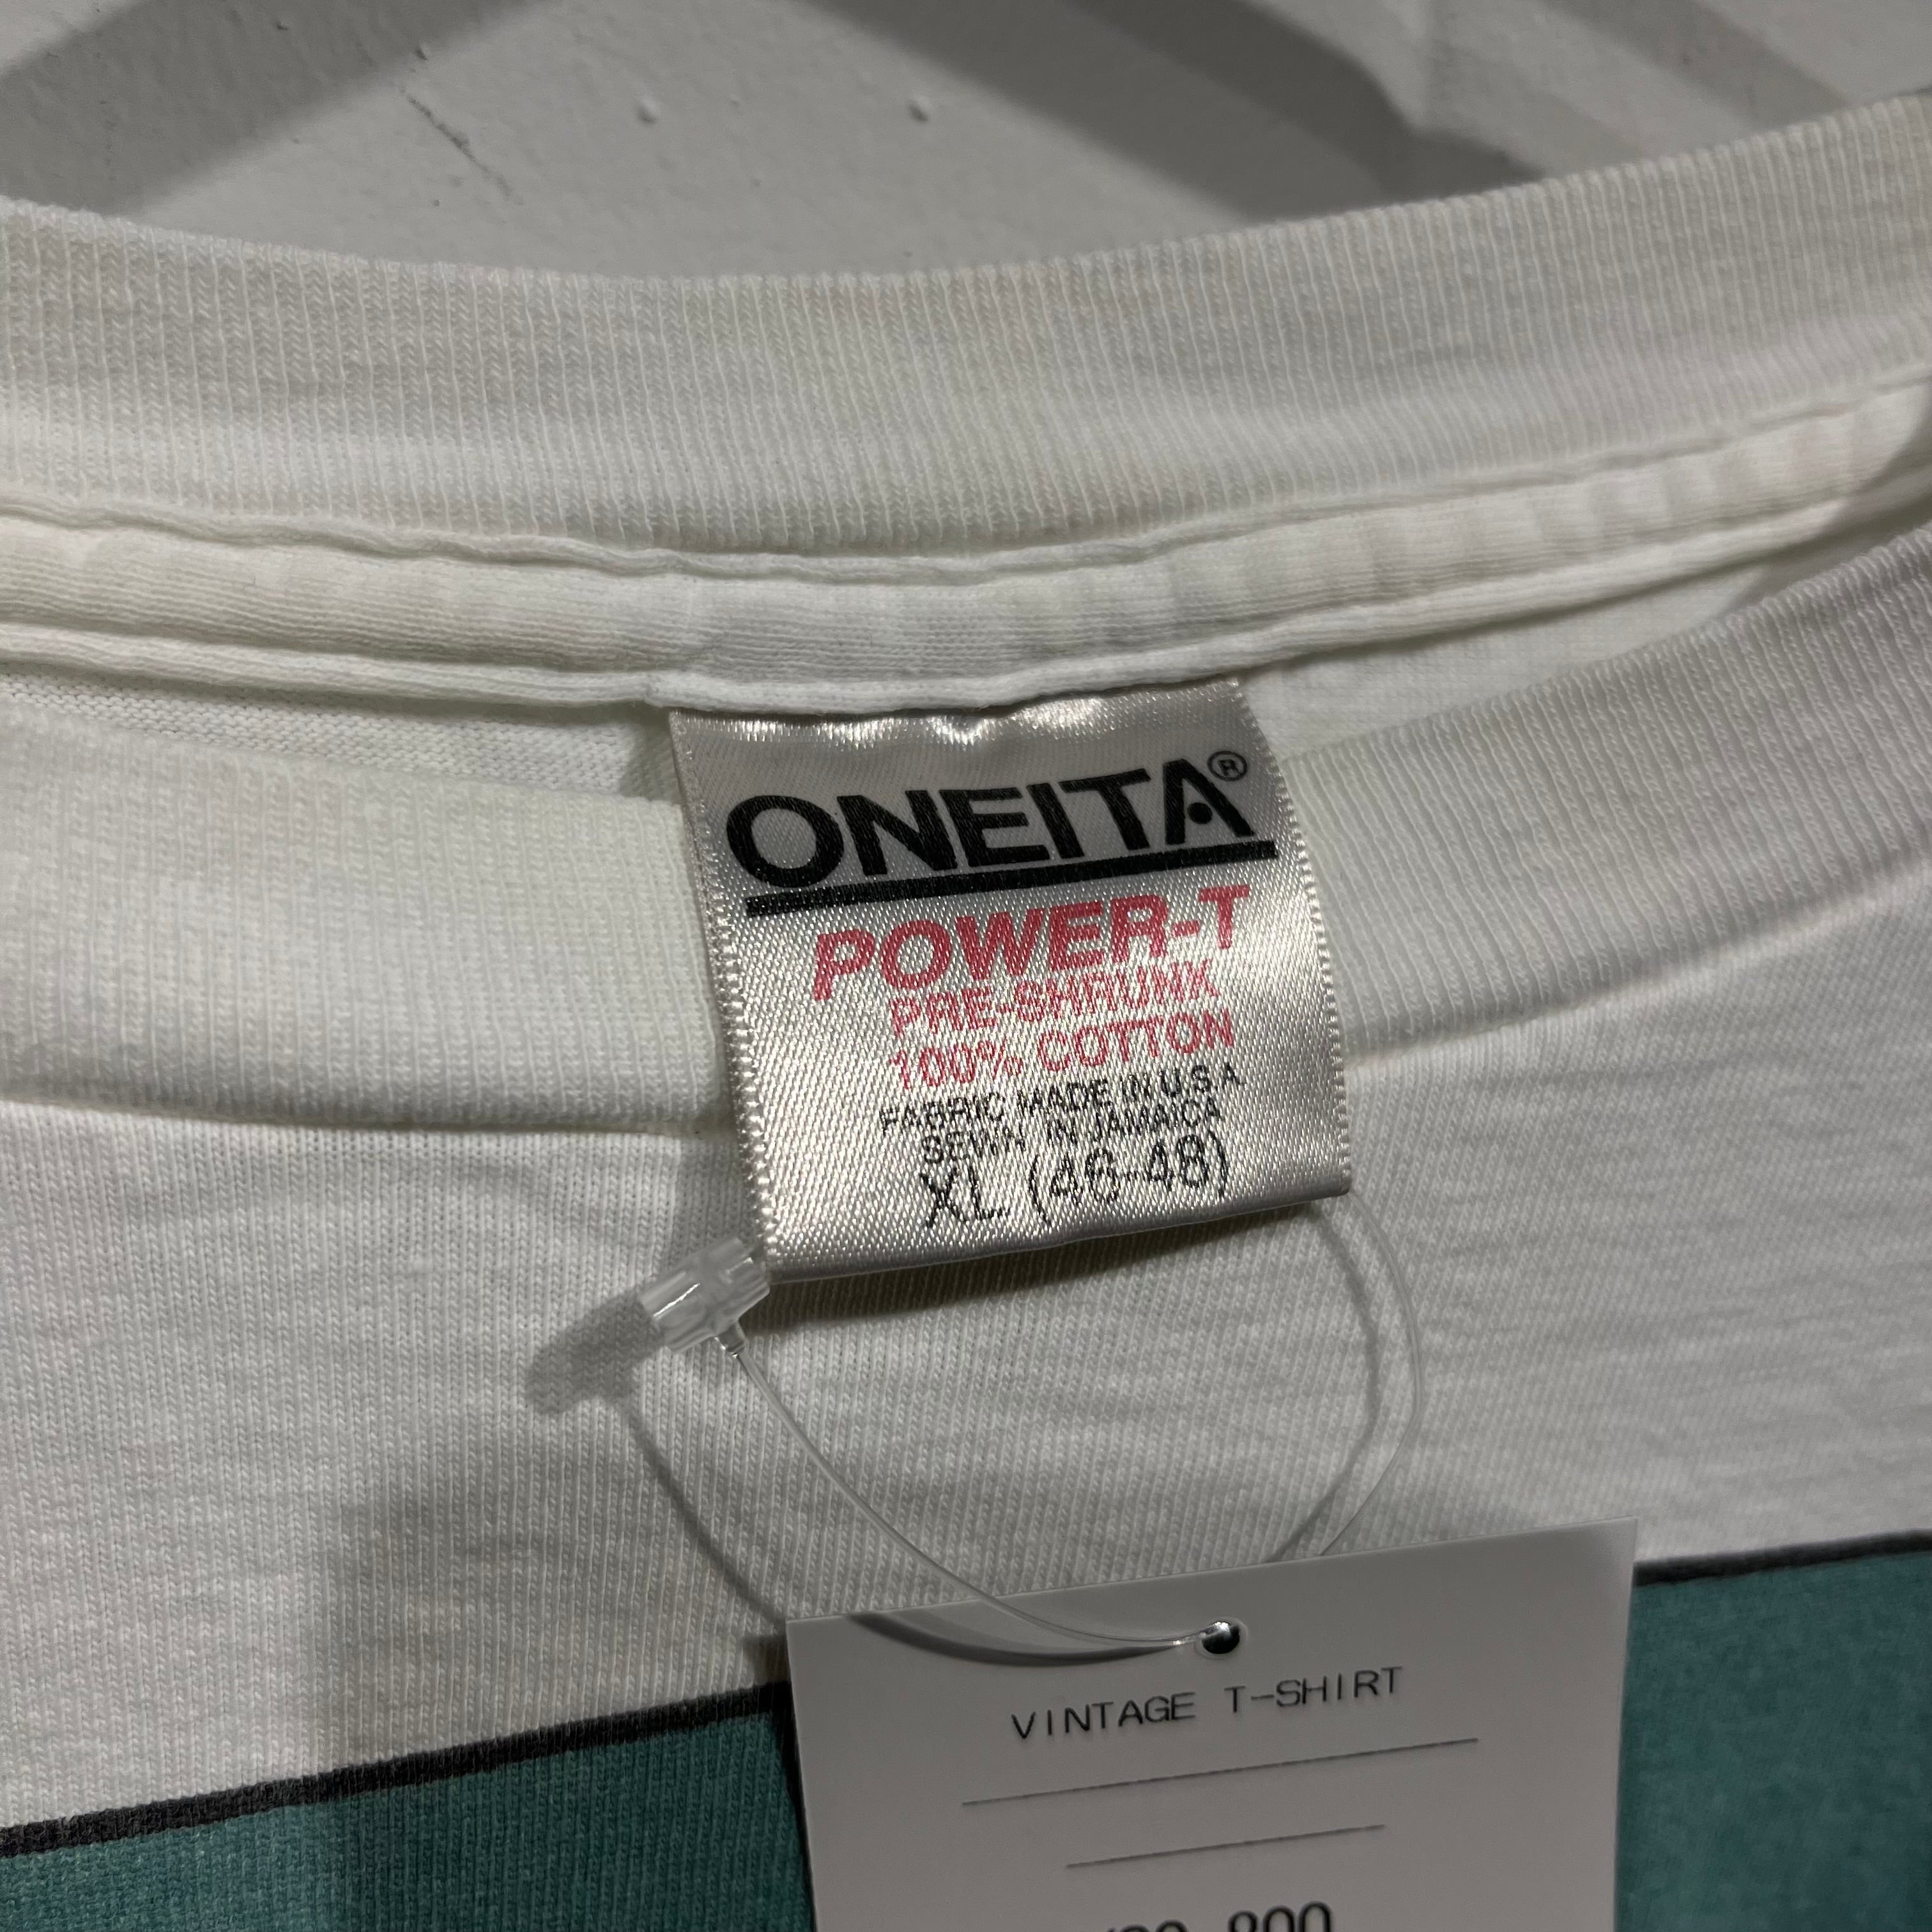 ONEITA®
POWER-T
PRE-SHRUNK
100% COTTON
FABRIC MADE IN U.S.A
SEWN IN JAMAICA
XL (46-48)
VINTAGE T-SHIRT